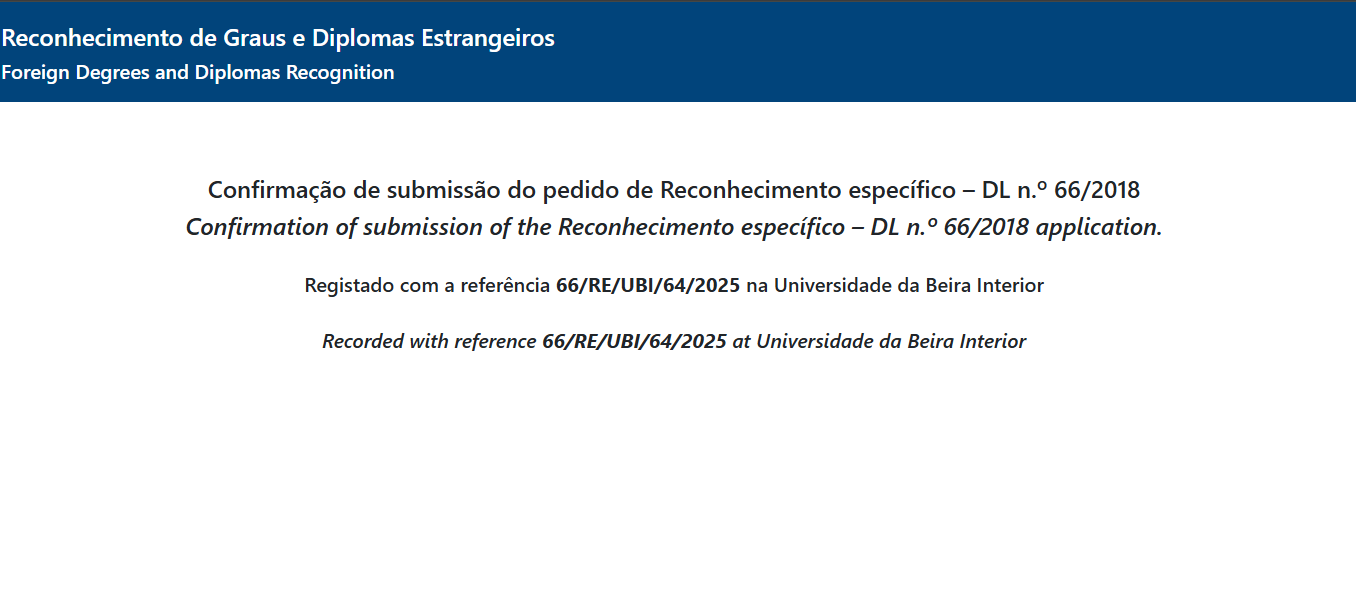 Reconhecimento de Graus e Diplomas Estrangeiros
Foreign Degrees and Diplomas Recognition
Confirmação de submissão do pedido de Reconhecimento específico – DL n.º 66/2018
Confirmation of submission of the Reconhecimento específico – DL n.º 66/2018 application.
Registado com a referência 66/RE/UBI/64/2025 na Universidade da Beira Interior
Recorded with reference 66/RE/UBI/64/2025 at Universidade da Beira Interior